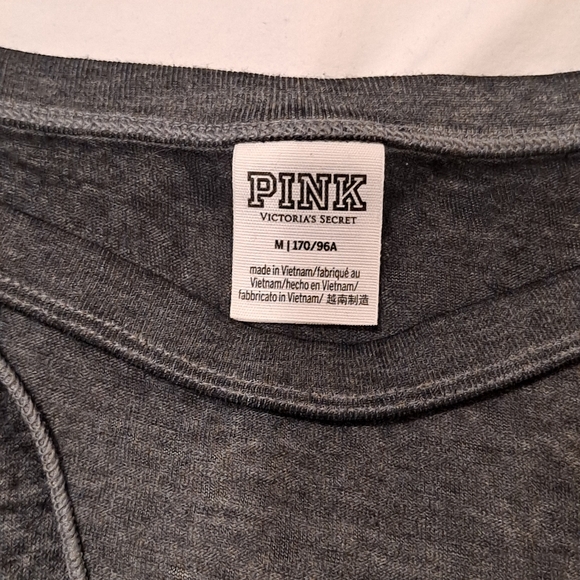 PINK
VICTORIA'S SECRET
M | 170/96A
made in Vietnam/fabriqué au
Vietnam/hecho en Vietnam/
fabbricato in Vietnam/ 越南制造